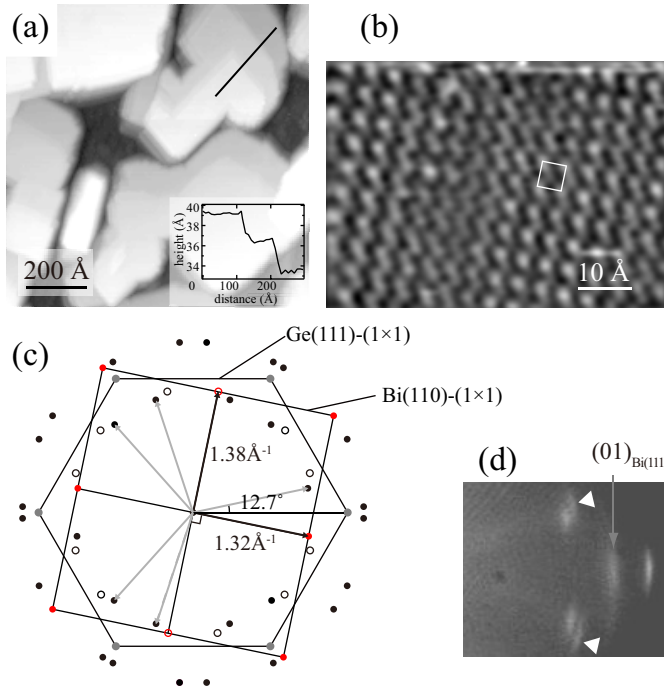 (a)
(b)
40
38
36
34
height (Å)
0
100
200
distance (Å)
200 Å
10 Å
(c)
Ge(111)-(1×1)
Bi(110)-(1×1)
1.38Å⁻¹
12.7°
1.32Å⁻¹
(d)
(01)Bi(111